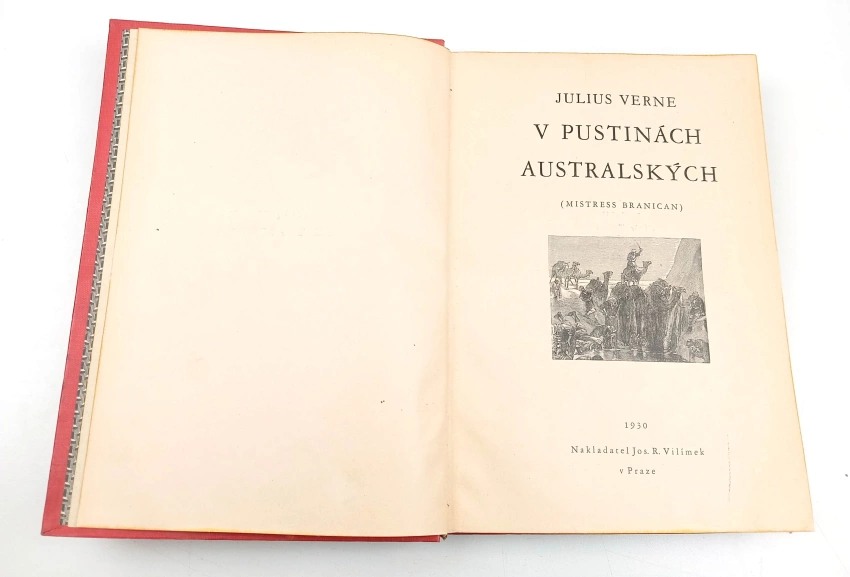 JULIUS VERNE
V PUSTINÁCH
AUSTRALSKÝCH
(MISTRESS BRANICAN)
1930
Nakladatel Jos. R. Vilímek
v Praze